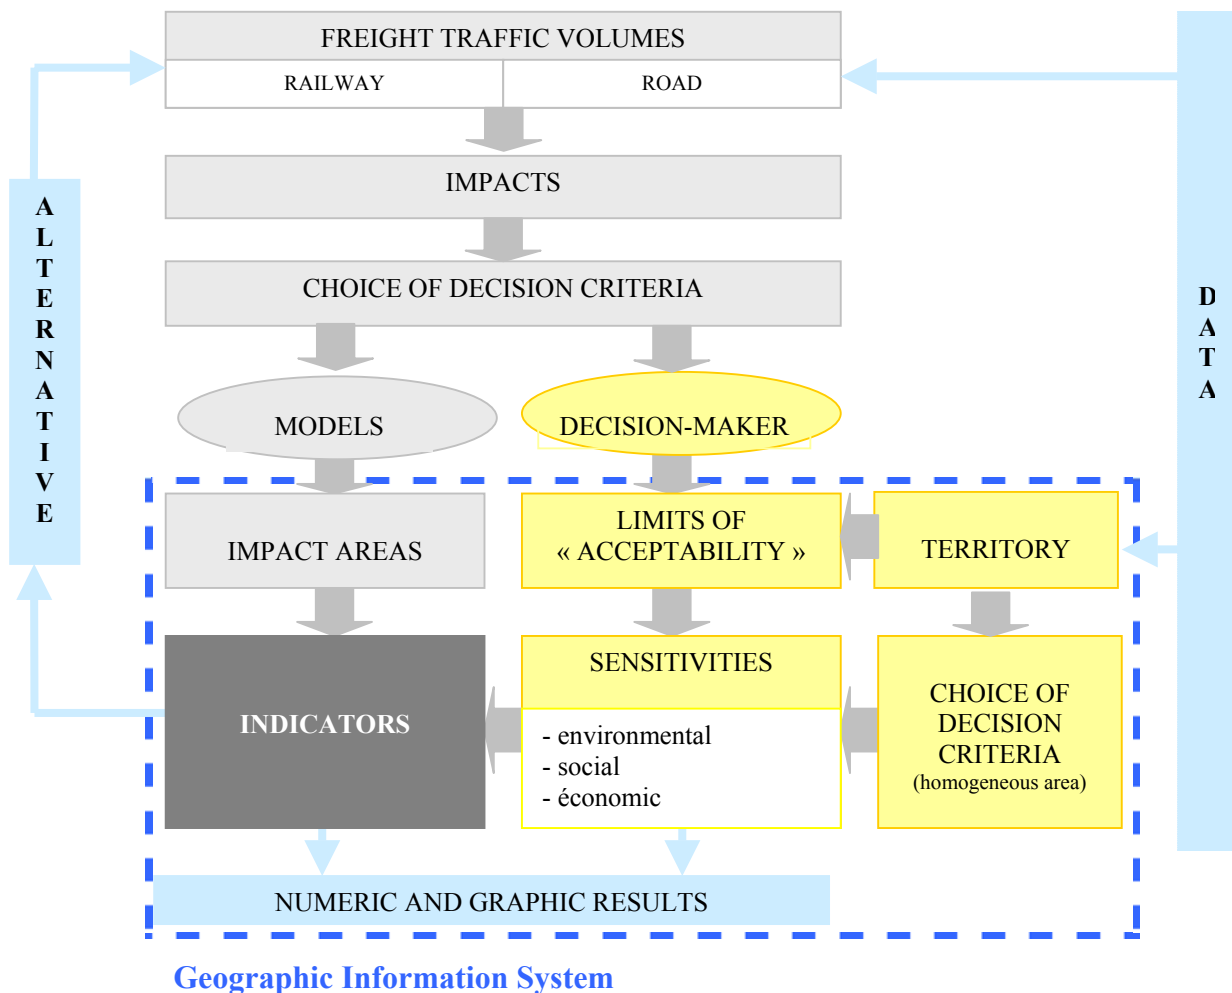 FREIGHT TRAFFIC VOLUMES
RAILWAY
ROAD
IMPACTS
CHOICE OF DECISION CRITERIA
A
L
T
E
R
N
A
T
I
V
E
D
A
T
A
MODELS
DECISION-MAKER
IMPACT AREAS
LIMITS OF
« ACCEPTABILITY »
TERRITORY
INDICATORS
SENSITIVITIES
- environmental
- social
- économic
CHOICE OF
DECISION
CRITERIA
(homogeneous area)
NUMERIC AND GRAPHIC RESULTS
Geographic Information System